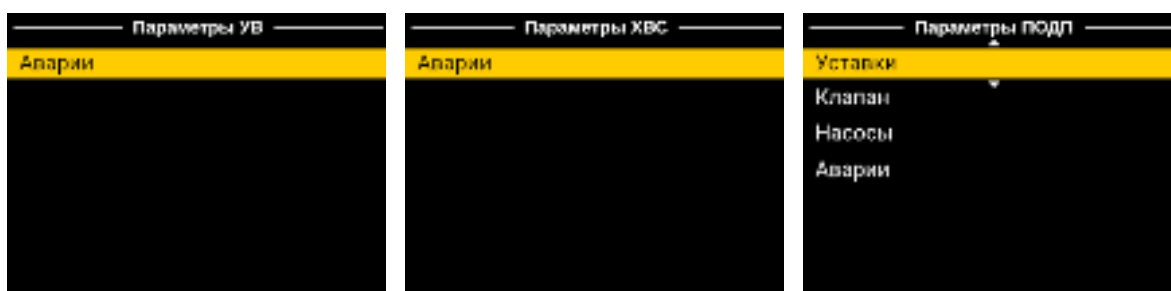 Параметры УВ
Аварии
Параметры ХВС
Аварии
Параметры ПОДП
Уставки
Клапан
Насосы
Аварии